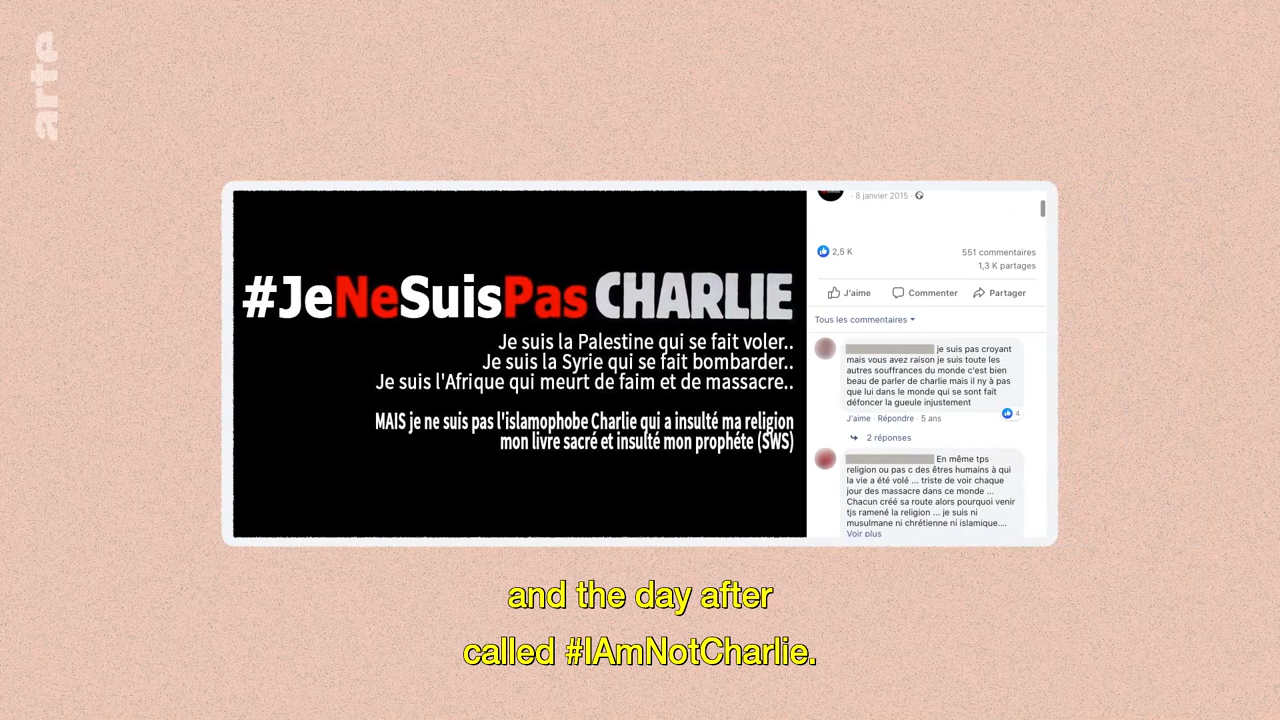 arte
#JeNeSuisPas CHARLIE
Je suis la Palestine qui se fait voler..
Je suis la Syrie qui se fait bombarder..
Je suis l'Afrique qui meurt de faim et de massacre..
MAIS je ne suis pas l'islamophobe Charlie qui a insulté ma religion
mon livre sacré et insulté mon prophéte (SWS)
· 8 janvier 2015 ·
2,5 K
551 commentaires
1,3 K partages
J'aime
Commenter
Partager
Tous les commentaires
je suis pas croyant
mais vous avez raison je suis toute les
autres souffrances du monde c'est bien
beau de parler de charlie mais il ny à pas
que lui dans le monde qui se sont fait
défoncer la gueule injustement
4
J'aime · Répondre · 5 ans
2 réponses
En même tps
religion ou pas c des êtres humains à qui
la vie a été volé ... triste de voir chaque
jour des massacre dans ce monde ...
Chacun créé sa route alors pourquoi venir
tjs ramené la religion ... je suis ni
musulmane ni chrétienne ni islamique....
Voir plus
and the day after
called #IAmNotCharlie.